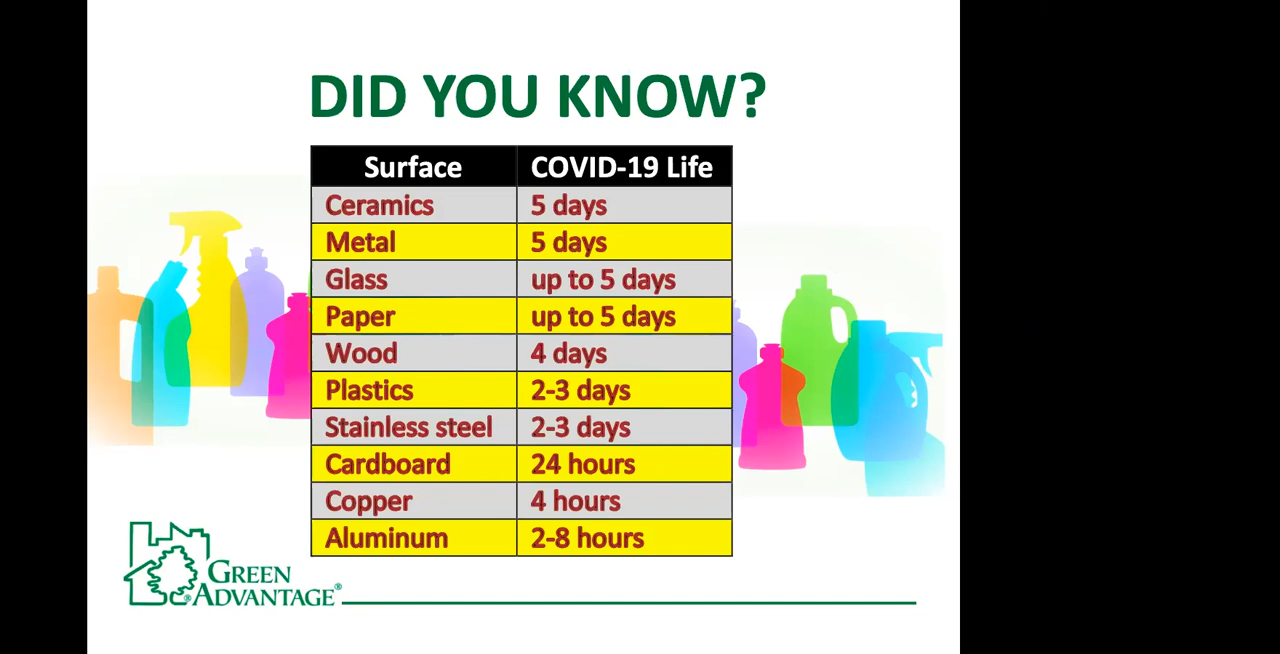 DID YOU KNOW?
Surface COVID-19 Life
Ceramics 5 days
Metal 5 days
Glass up to 5 days
Paper up to 5 days
Wood 4 days
Plastics 2-3 days
Stainless steel 2-3 days
Cardboard 24 hours
Copper 4 hours
Aluminum 2-8 hours
GREEN
ADVANTAGE®